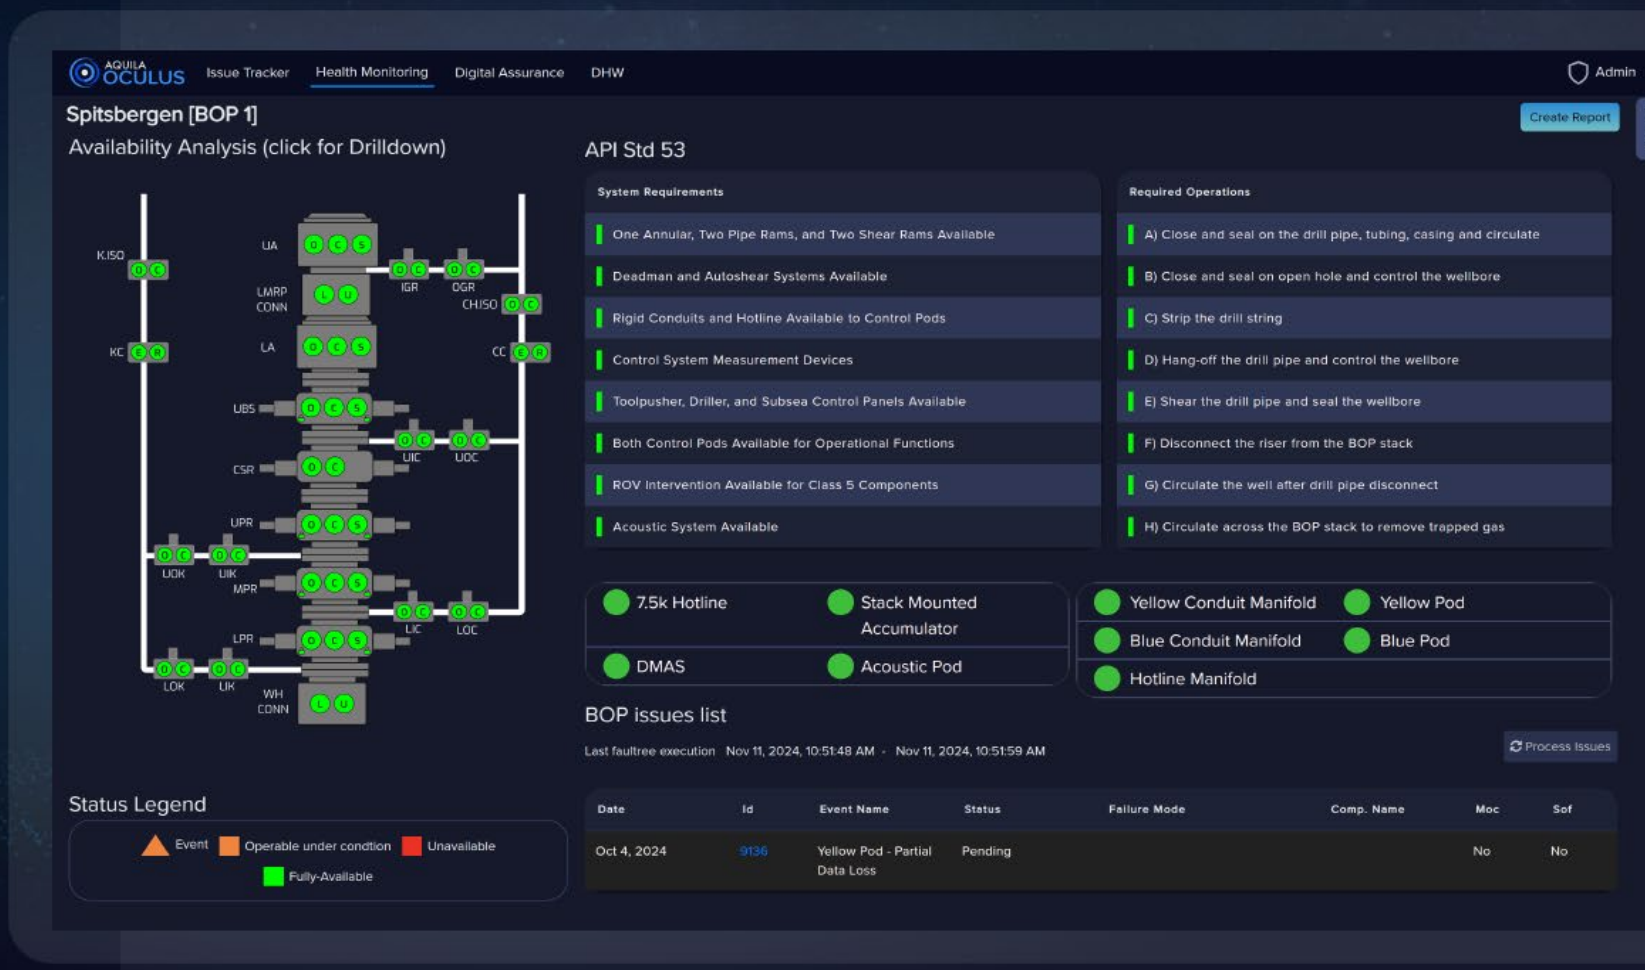 AQUILA
OCULUS
Issue Tracker
Health Monitoring
Digital Assurance
DHW
Admin
Spitsbergen [BOP 1]
Create Report
Availability Analysis (click for Drilldown)
UA
O C S
K.ISO
O C
O C
IGR
O C
OGR
LMRP
CONN
L U
CH.ISO
O C
LA
O C S
KC
E R
CC
E R
UBS
O C S
O C
UIC
O C
UOC
CSR
O C
UPR
O C S
O C
UOK
O C
UIK
MPR
O C S
O C
LIC
O C
LOC
LPR
O C S
O C
LOK
O C
LIK
WH
CONN
L U
Status Legend
Event
Operable under condtion
Unavailable
Fully-Available
API Std 53
System Requirements
One Annular, Two Pipe Rams, and Two Shear Rams Available
Deadman and Autoshear Systems Available
Rigid Conduits and Hotline Available to Control Pods
Control System Measurement Devices
Toolpusher, Driller, and Subsea Control Panels Available
Both Control Pods Available for Operational Functions
ROV Intervention Available for Class 5 Components
Acoustic System Available
Required Operations
A) Close and seal on the drill pipe, tubing, casing and circulate
B) Close and seal on open hole and control the wellbore
C) Strip the drill string
D) Hang-off the drill pipe and control the wellbore
E) Shear the drill pipe and seal the wellbore
F) Disconnect the riser from the BOP stack
G) Circulate the well after drill pipe disconnect
H) Circulate across the BOP stack to remove trapped gas
7.5k Hotline
Stack Mounted
Accumulator
DMAS
Acoustic Pod
Yellow Conduit Manifold
Yellow Pod
Blue Conduit Manifold
Blue Pod
Hotline Manifold
BOP issues list
Last faultree execution Nov 11, 2024, 10:51:48 AM - Nov 11, 2024, 10:51:59 AM
Process Issues
Date Id Event Name Status Failure Mode Comp. Name Moc Sof
Oct 4, 2024 9136 Yellow Pod - Partial Pending No No
Data Loss